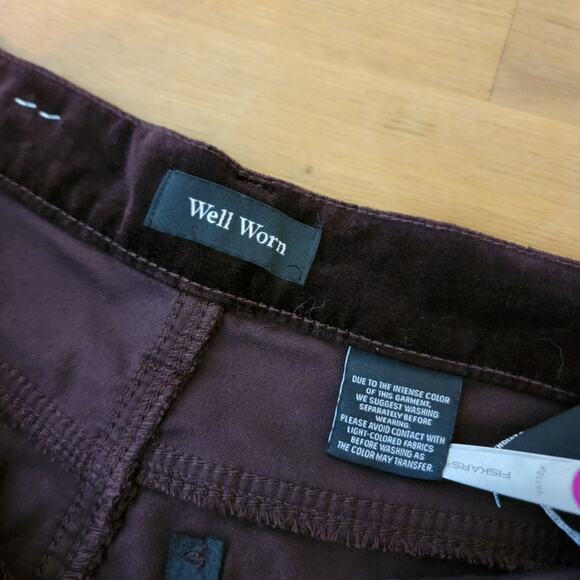 Well Worn
DUE TO THE INTENSE COLOR
OF THIS GARMENT,
WE SUGGEST WASHING
SEPARATELY BEFORE
WEARING.
PLEASE AVOID CONTACT WITH
LIGHT-COLORED FABRICS
BEFORE WASHING AS
THE COLOR MAY TRANSFER.
FISKARS